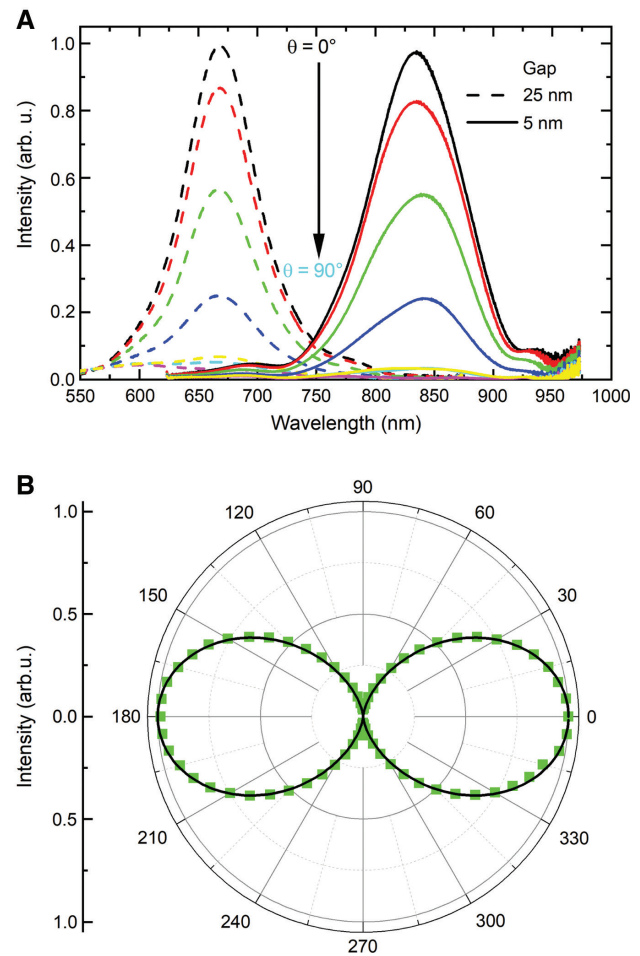 A
1.0
0.8
0.6
0.4
0.2
0.0
Intensity (arb. u.)
θ = 0°
θ = 90°
Gap
25 nm
5 nm
550 600 650 700 750 800 850 900 950 1000
Wavelength (nm)
B
1.0
0.5
0.0
0.5
1.0
Intensity (arb.u.)
90
120 60
150 30
180 0
210 330
240 300
270